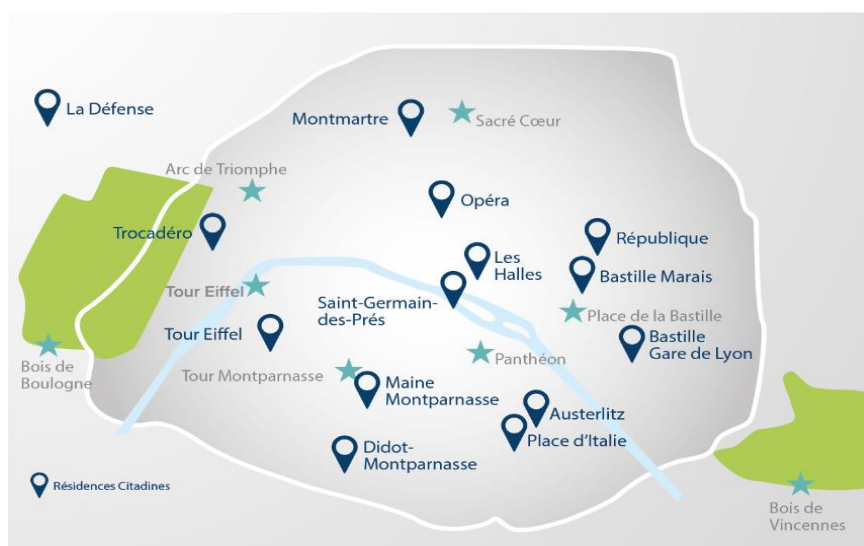 La Défense
Montmartre
Sacré Cœur
Arc de Triomphe
Opéra
Trocadéro
République
Les
Halles
Bastille Marais
Tour Eiffel
Saint-Germain-
des-Prés
Place de la Bastille
Tour Eiffel
Bastille
Gare de Lyon
Bois de
Boulogne
Panthéon
Tour Montparnasse
Maine
Montparnasse
Austerlitz
Place d'Italie
Didot-
Montparnasse
Résidences Citadines
Bois de
Vincennes